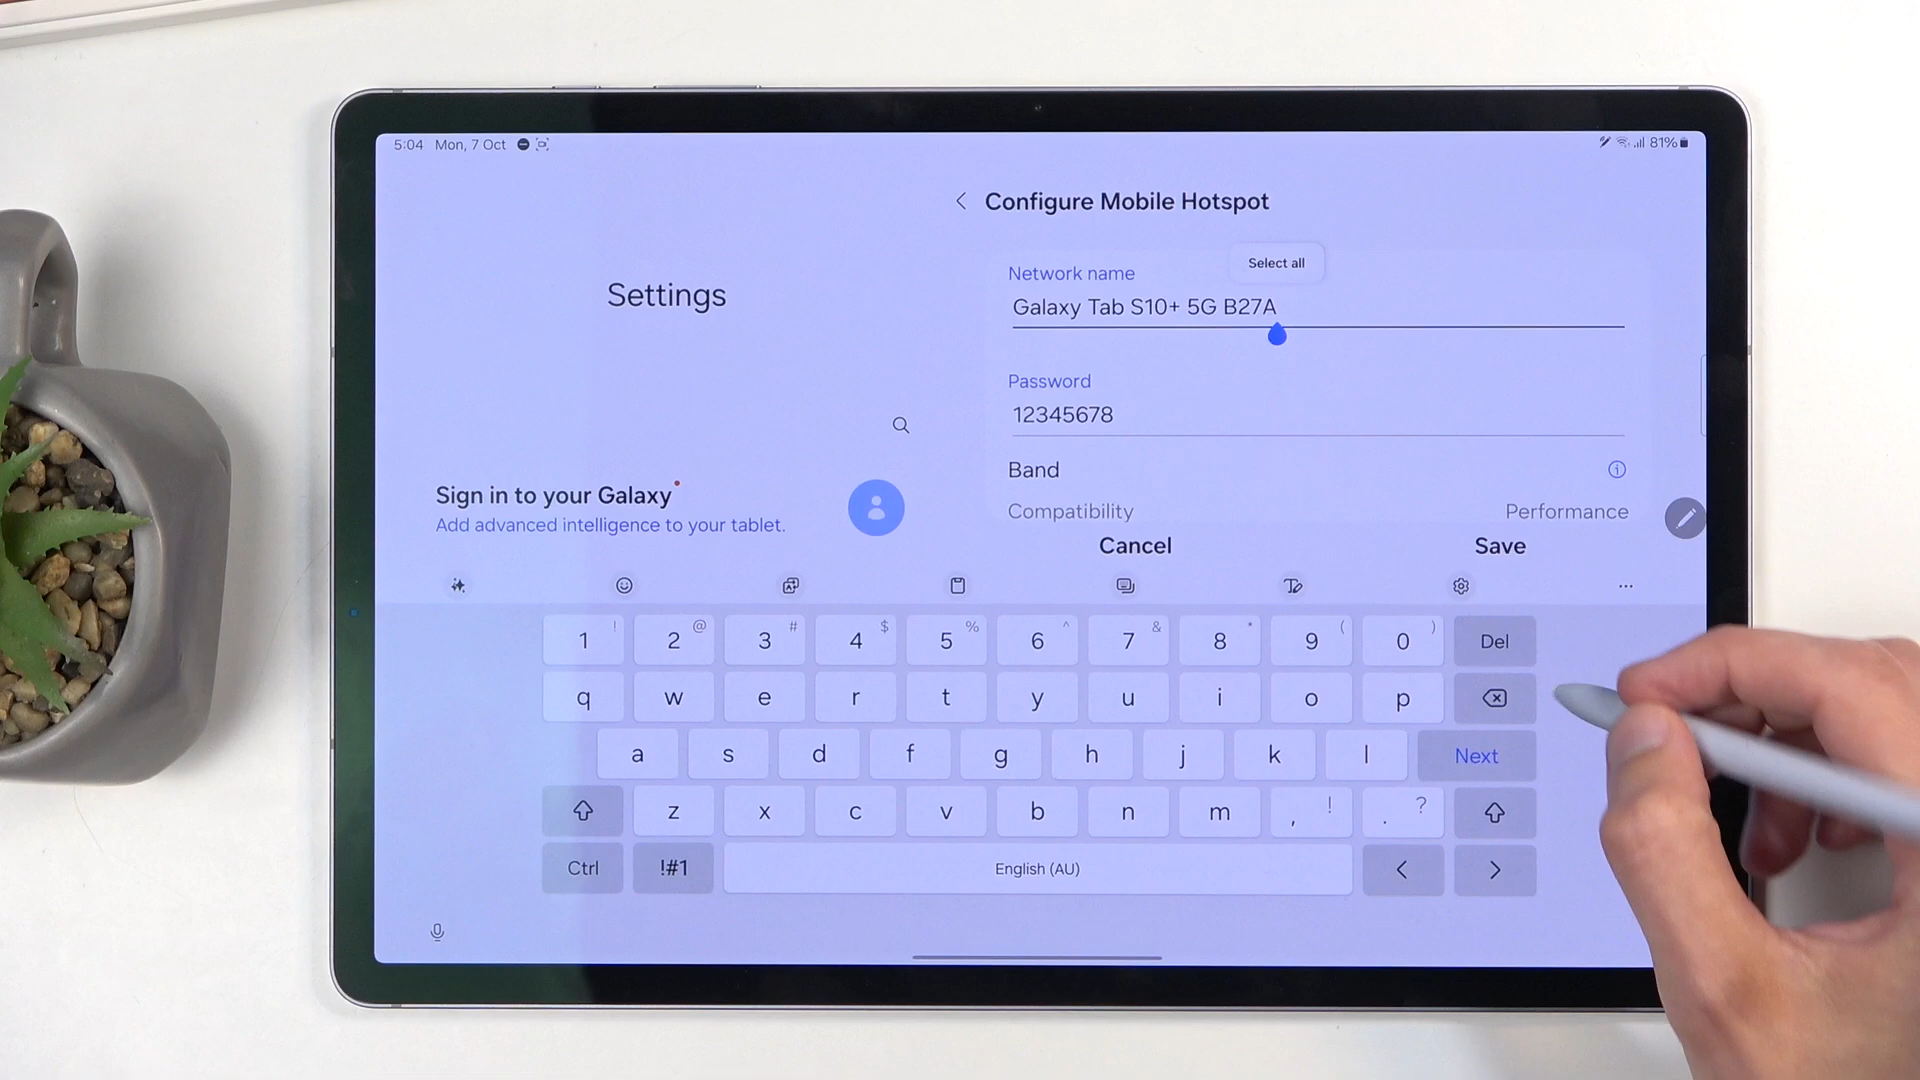 5:04 Mon, 7 Oct
81%
Configure Mobile Hotspot
Select all
Network name
Galaxy Tab S10+ 5G B27A
Settings
Password
12345678
Band
Compatibility Performance
Sign in to your Galaxy
Add advanced intelligence to your tablet.
Cancel Save
1 ! 2 @ 3 # 4 $ 5 % 6 ^ 7 & 8 * 9 ( 0 ) Del
q w e r t y u i o p
a s d f g h j k l Next
z x c v b n m , ! . ?
Ctrl !#1 English (AU) < >